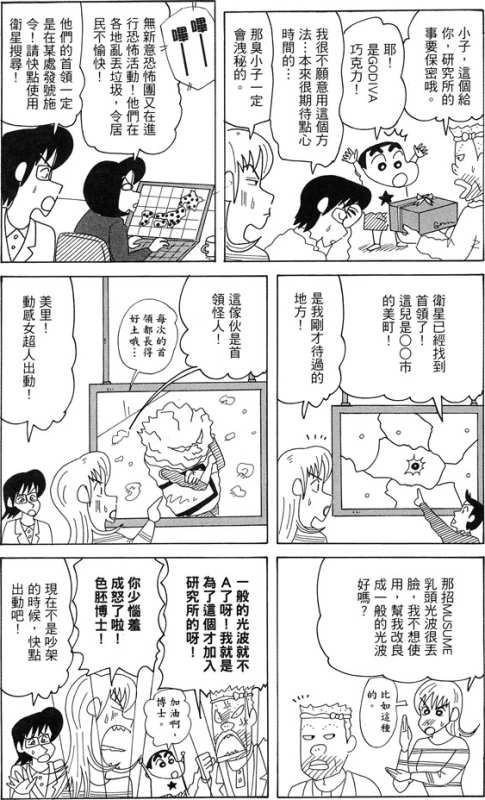 小子，這個給
你，研究所的
事要保密哦。
耶！
是GODIVA
巧克力！
我很不願意用這個方
法…本來很期待點心
時間的…
那臭小子一定
會洩秘的。
嗶——
嗶——
無新意恐怖團又在進
行恐怖活動！他們在
各地亂丟垃圾，令居
民不愉快！
他們的首領一定
是在某處發號施
令！請快點使用
衛星搜尋！
衛星已經找到
首領了！
這兒是○○市
的美町！
是我剛才待過的
地方！
這傢伙是首
領怪人！
每次的首
領都長得
好土哦…
美里！
動感女超人出動！
那招MUSUME
乳頭光波很丟
臉，我不想使
用，幫我改良
成一般的光波
好嗎？
比如這種
的。
一般的光波就不
A了呀！我就是
為了這個才加入
研究所的呀！
加油啊，
博士。
你少惱羞
成怒了啦！
色胚博士！
現在不是吵架
的時候，快點
出動吧！